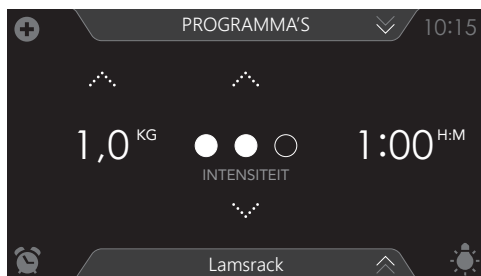 PROGRAMMA'S
10:15
1,0 KG
1:00 H:M
INTENSITEIT
Lamsrack